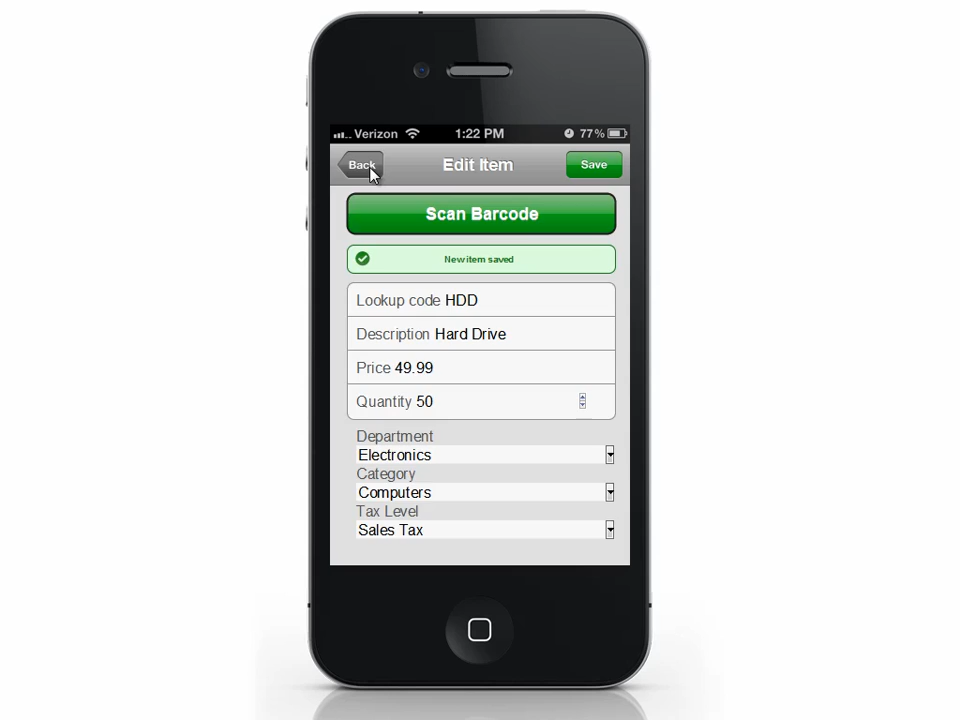 Verizon 1:22 PM 77%
Back Edit Item Save
Scan Barcode
New item saved
Lookup code HDD
Description Hard Drive
Price 49.99
Quantity 50
Department
Electronics
Category
Computers
Tax Level
Sales Tax